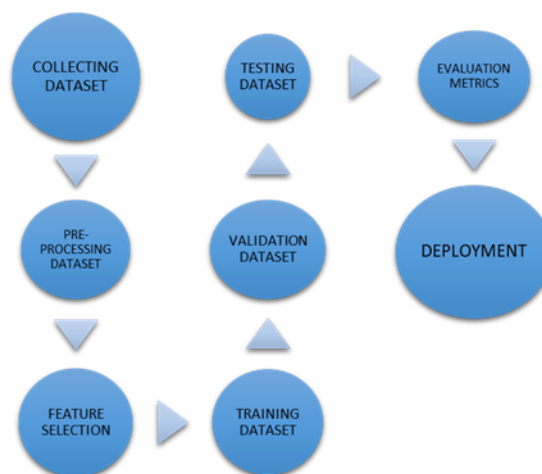 COLLECTING
DATASET
PRE-
PROCESSING
DATASET
FEATURE
SELECTION
TRAINING
DATASET
VALIDATION
DATASET
TESTING
DATASET
EVALUATION
METRICS
DEPLOYMENT